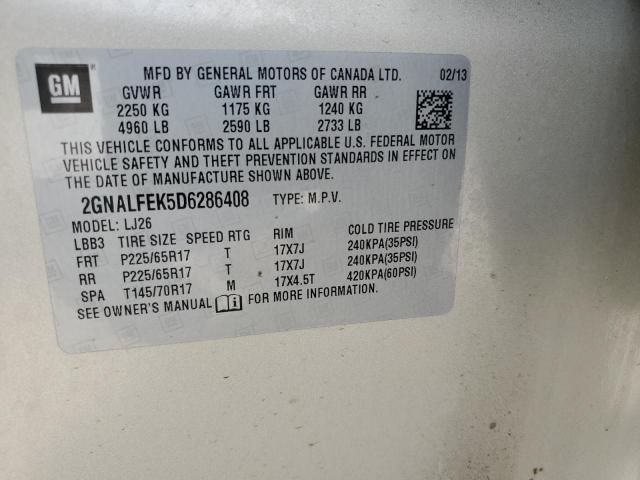 GM
MFD BY GENERAL MOTORS OF CANADA LTD. 02/13
GVWR GAWR FRT GAWR RR
2250 KG 1175 KG 1240 KG
4960 LB 2590 LB 2733 LB
THIS VEHICLE CONFORMS TO ALL APPLICABLE U.S. FEDERAL MOTOR
VEHICLE SAFETY AND THEFT PREVENTION STANDARDS IN EFFECT ON
THE DATE OF MANUFACTURE SHOWN ABOVE.
2GNALFEK5D6286408 TYPE: M.P.V.
MODEL: LJ26
LBB3 TIRE SIZE SPEED RTG RIM COLD TIRE PRESSURE
FRT P225/65R17 T 17X7J 240KPA(35PSI)
RR P225/65R17 T 17X7J 240KPA(35PSI)
SPA T145/70R17 M 17X4.5T 420KPA(60PSI)
SEE OWNER'S MANUAL FOR MORE INFORMATION.